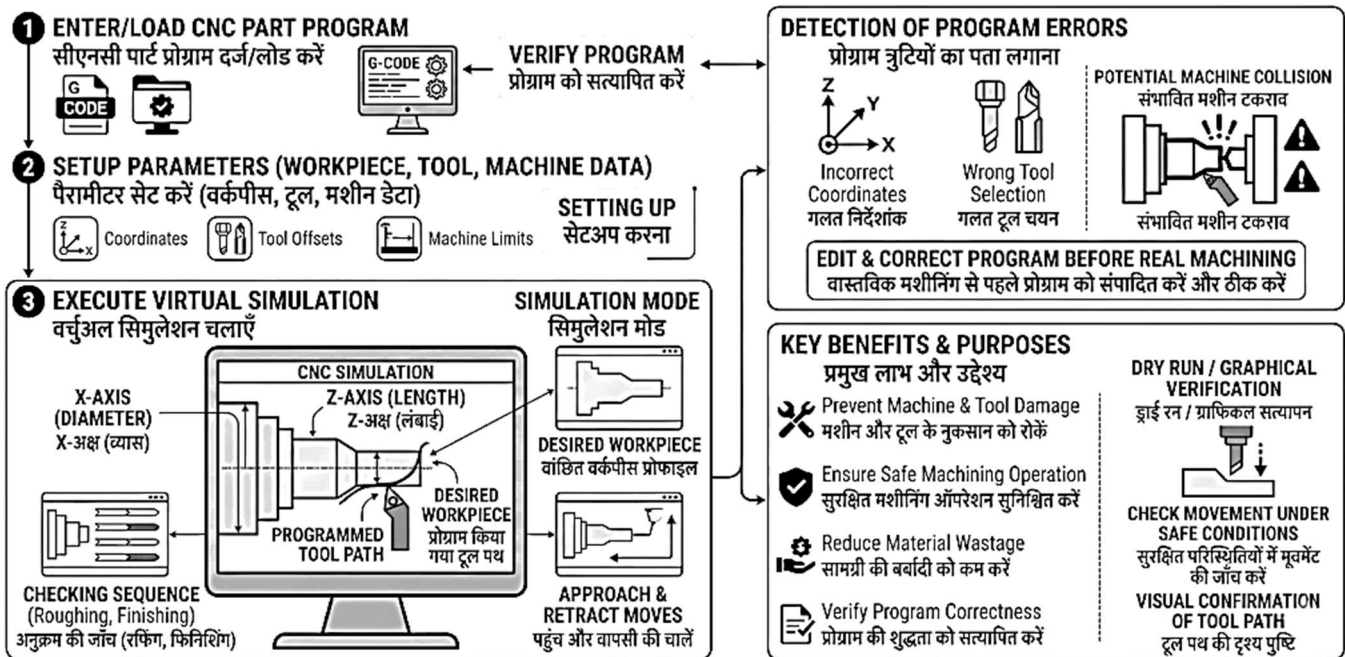 1 ENTER/LOAD CNC PART PROGRAM
सीएनसी पार्ट प्रोग्राम दर्ज/लोड करें
G
CODE
G-CODE
VERIFY PROGRAM
प्रोग्राम को सत्यापित करें
2 SETUP PARAMETERS (WORKPIECE, TOOL, MACHINE DATA)
पैरामीटर सेट करें (वर्कपीस, टूल, मशीन डेटा)
Z
X
Coordinates
Tool Offsets
Machine Limits
SETTING UP
सेटअप करना
3 EXECUTE VIRTUAL SIMULATION
वर्चुअल सिमुलेशन चलाएँ
SIMULATION MODE
सिमुलेशन मोड
CNC SIMULATION
X-AXIS
(DIAMETER)
X-अक्ष (व्यास)
Z-AXIS (LENGTH)
Z-अक्ष (लंबाई)
DESIRED WORKPIECE
वांछित वर्कपीस प्रोफाइल
PROGRAMMED
TOOL PATH
DESIRED
WORKPIECE
प्रोग्राम किया
गया टूल पथ
CHECKING SEQUENCE
(Roughing, Finishing)
अनुक्रम की जाँच (रफिंग, फिनिशिंग)
APPROACH &
RETRACT MOVES
पहुंच और वापसी की चालें
DETECTION OF PROGRAM ERRORS
प्रोग्राम त्रुटियों का पता लगाना
Z
Y
X
Incorrect
Coordinates
गलत निर्देशांक
Wrong Tool
Selection
गलत टूल चयन
POTENTIAL MACHINE COLLISION
संभावित मशीन टकराव
संभावित मशीन टकराव
EDIT & CORRECT PROGRAM BEFORE REAL MACHINING
वास्तविक मशीनिंग से पहले प्रोग्राम को संपादित करें और ठीक करें
KEY BENEFITS & PURPOSES
प्रमुख लाभ और उद्देश्य
Prevent Machine & Tool Damage
मशीन और टूल के नुकसान को रोकें
Ensure Safe Machining Operation
सुरक्षित मशीनिंग ऑपरेशन सुनिश्चित करें
Reduce Material Wastage
सामग्री की बर्बादी को कम करें
Verify Program Correctness
प्रोग्राम की शुद्धता को सत्यापित करें
DRY RUN / GRAPHICAL
VERIFICATION
ड्राई रन / ग्राफिकल सत्यापन
CHECK MOVEMENT UNDER
SAFE CONDITIONS
सुरक्षित परिस्थितियों में मूवमेंट
की जाँच करें
VISUAL CONFIRMATION
OF TOOL PATH
टूल पथ की दृश्य पुष्टि